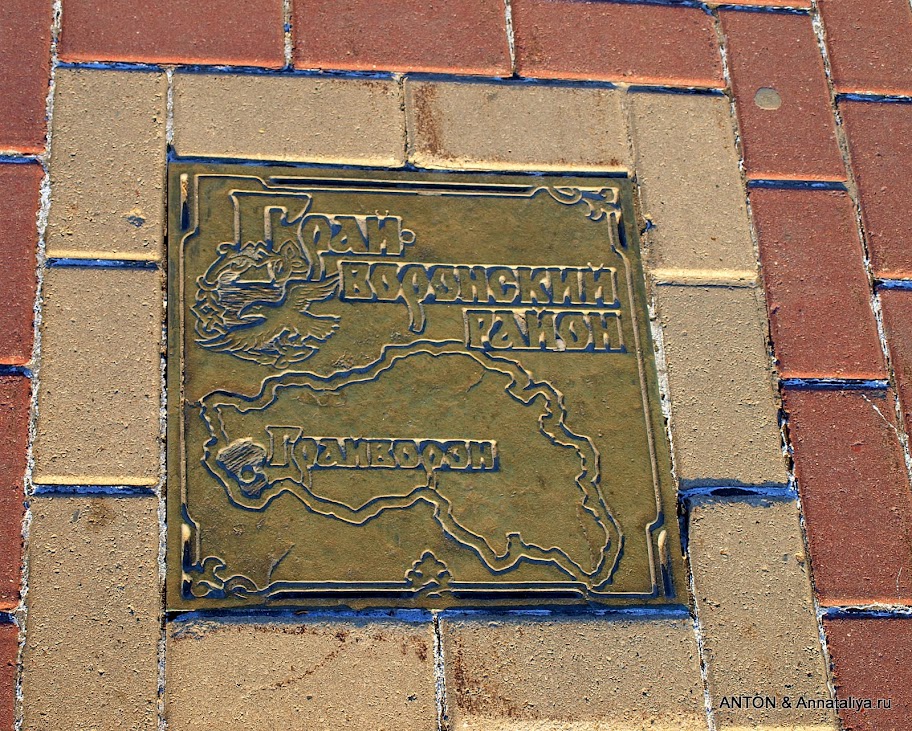 Грай-
воронский
район
Грайворон
ANTON & Annataliya.ru